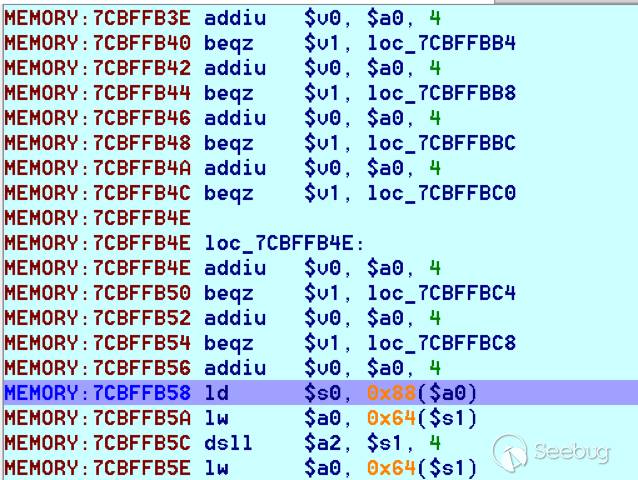 MEMORY:7CBFFB3E addiu $v0, $a0, 4
MEMORY:7CBFFB40 beqz $v1, loc_7CBFFBB4
MEMORY:7CBFFB42 addiu $v0, $a0, 4
MEMORY:7CBFFB44 beqz $v1, loc_7CBFFBB8
MEMORY:7CBFFB46 addiu $v0, $a0, 4
MEMORY:7CBFFB48 beqz $v1, loc_7CBFFBBC
MEMORY:7CBFFB4A addiu $v0, $a0, 4
MEMORY:7CBFFB4C beqz $v1, loc_7CBFFBC0
MEMORY:7CBFFB4E
MEMORY:7CBFFB4E loc_7CBFFB4E:
MEMORY:7CBFFB4E addiu $v0, $a0, 4
MEMORY:7CBFFB50 beqz $v1, loc_7CBFFBC4
MEMORY:7CBFFB52 addiu $v0, $a0, 4
MEMORY:7CBFFB54 beqz $v1, loc_7CBFFBC8
MEMORY:7CBFFB56 addiu $v0, $a0, 4
MEMORY:7CBFFB58 ld $s0, 0x88($a0)
MEMORY:7CBFFB5A lw $a0, 0x64($s1)
MEMORY:7CBFFB5C dsll $a2, $s1, 4
MEMORY:7CBFFB5E lw $a0, 0x64($s1)
Seebug